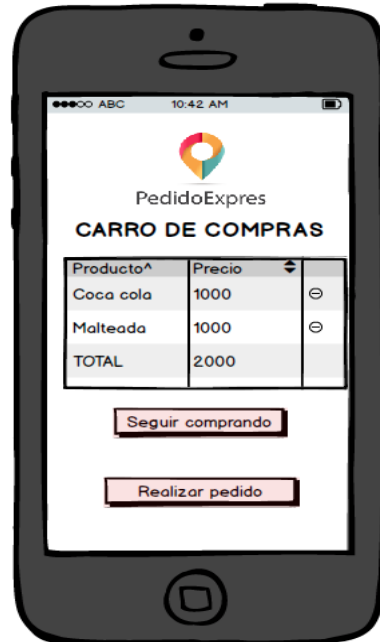 ABC 10:42 AM
PedidoExpres
CARRO DE COMPRAS
Producto^ Precio
Coca cola 1000
Malteada 1000
TOTAL 2000
Seguir comprando
Realizar pedido